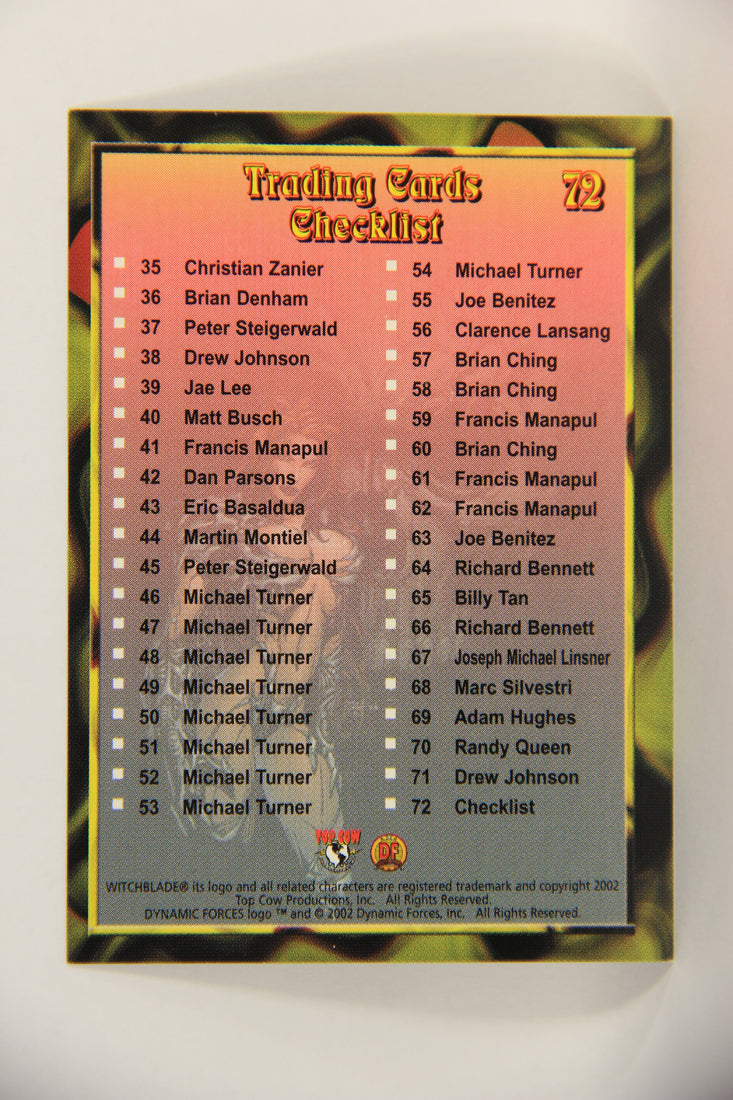 Trading Cards 72
Checklist
35 Christian Zanier
36 Brian Denham
37 Peter Steigerwald
38 Drew Johnson
39 Jae Lee
40 Matt Busch
41 Francis Manapul
42 Dan Parsons
43 Eric Basaldua
44 Martin Montiel
45 Peter Steigerwald
46 Michael Turner
47 Michael Turner
48 Michael Turner
49 Michael Turner
50 Michael Turner
51 Michael Turner
52 Michael Turner
53 Michael Turner
54 Michael Turner
55 Joe Benitez
56 Clarence Lansang
57 Brian Ching
58 Brian Ching
59 Francis Manapul
60 Brian Ching
61 Francis Manapul
62 Francis Manapul
63 Joe Benitez
64 Richard Bennett
65 Billy Tan
66 Richard Bennett
67 Joseph Michael Linsner
68 Marc Silvestri
69 Adam Hughes
70 Randy Queen
71 Drew Johnson
72 Checklist
TOP COW
DF
WITCHBLADE® its logo and all related characters are registered trademark and copyright 2002
Top Cow Productions, Inc. All Rights Reserved.
DYNAMIC FORCES logo ™ and © 2002 Dynamic Forces, Inc. All Rights Reserved.